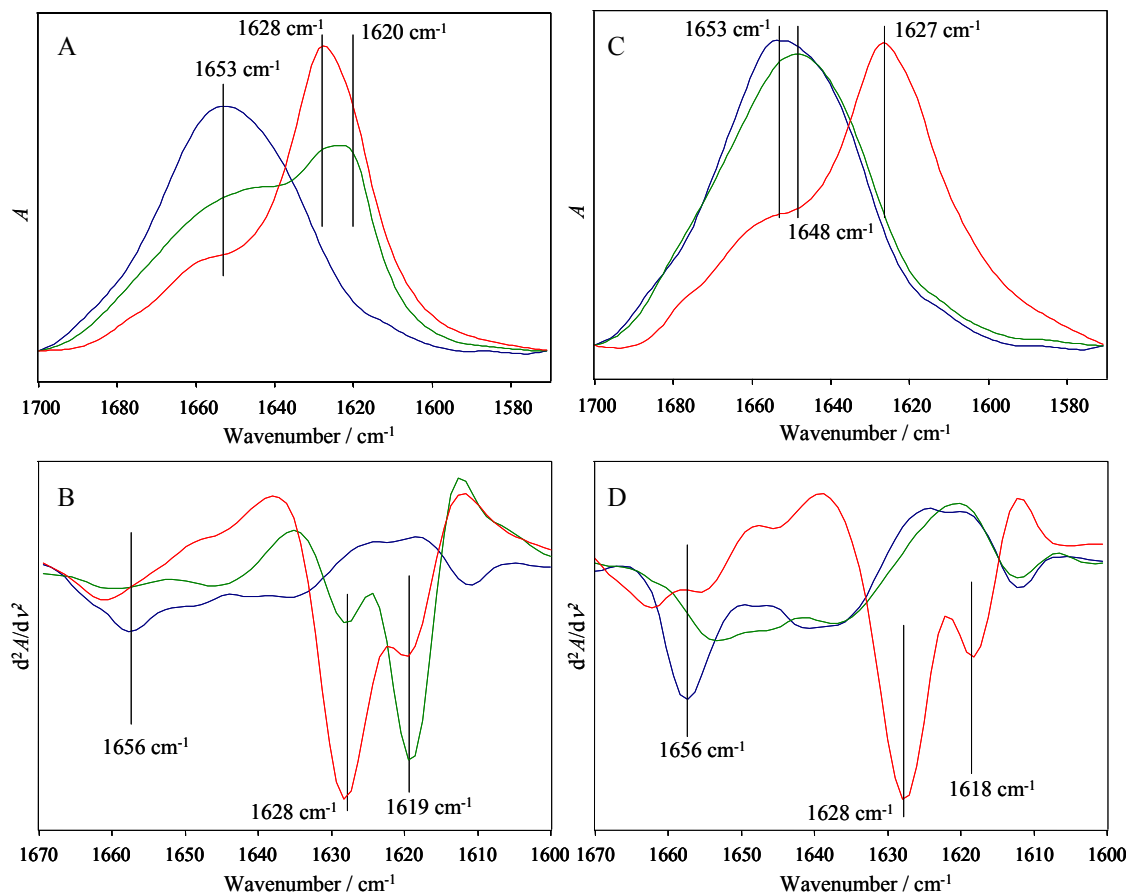 A
1628 cm⁻¹
1620 cm⁻¹
1653 cm⁻¹
A
1700 1680 1660 1640 1620 1600 1580
Wavenumber / cm⁻¹
C
1653 cm⁻¹
1627 cm⁻¹
1648 cm⁻¹
A
1700 1680 1660 1640 1620 1600 1580
Wavenumber / cm⁻¹
B
1656 cm⁻¹
1628 cm⁻¹
1619 cm⁻¹
d²A/dν²
1670 1660 1650 1640 1630 1620 1610 1600
Wavenumber / cm⁻¹
D
1656 cm⁻¹
1628 cm⁻¹
1618 cm⁻¹
d²A/dν²
1670 1660 1650 1640 1630 1620 1610 1600
Wavenumber / cm⁻¹